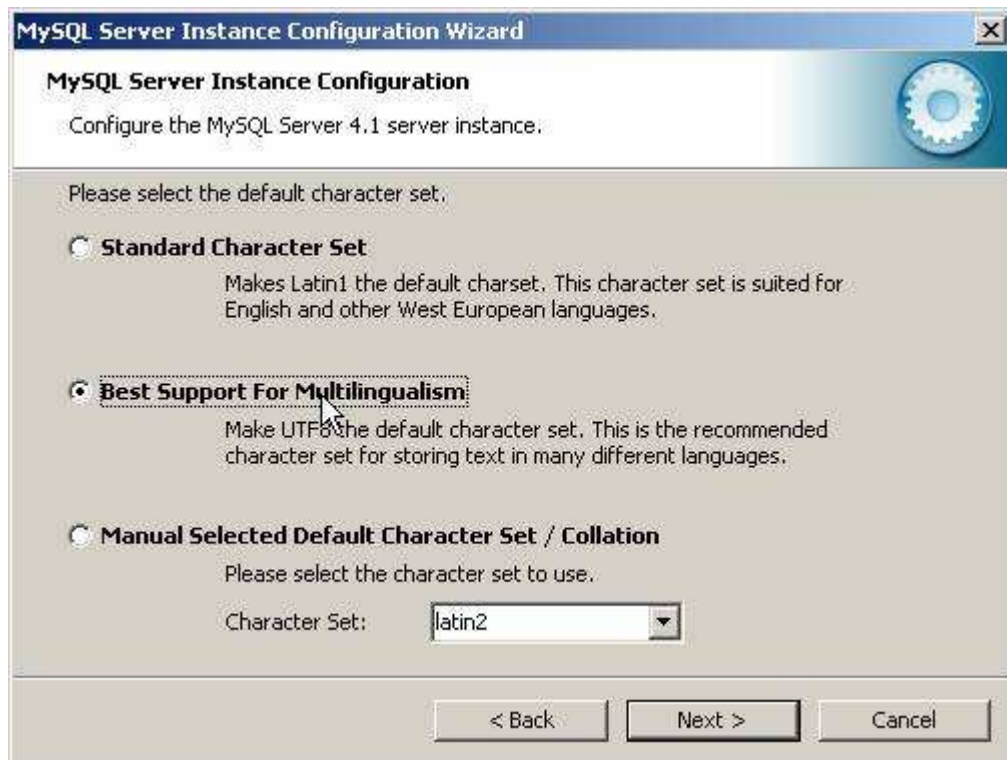 MySQL Server Instance Configuration Wizard
MySQL Server Instance Configuration
Configure the MySQL Server 4.1 server instance.
Please select the default character set.
Standard Character Set
Makes Latin1 the default charset. This character set is suited for
English and other West European languages.
Best Support For Multilingualism
Make UTF8 the default character set. This is the recommended
character set for storing text in many different languages.
Manual Selected Default Character Set / Collation
Please select the character set to use.
Character Set: latin2
< Back Next > Cancel